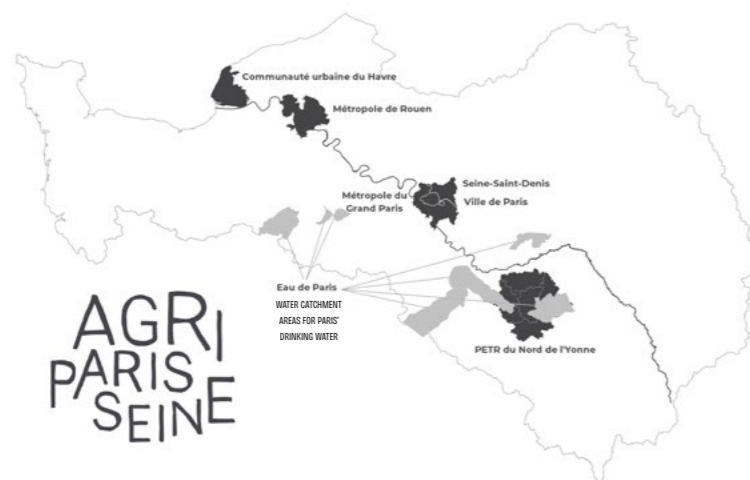 Communauté urbaine du Havre
Métropole de Rouen
Seine-Saint-Denis
Métropole du
Grand Paris
Ville de Paris
Eau de Paris
WATER CATCHMENT
AREAS FOR PARIS'
DRINKING WATER
PETR du Nord de l'Yonne
AGRI
PARIS
SEINE